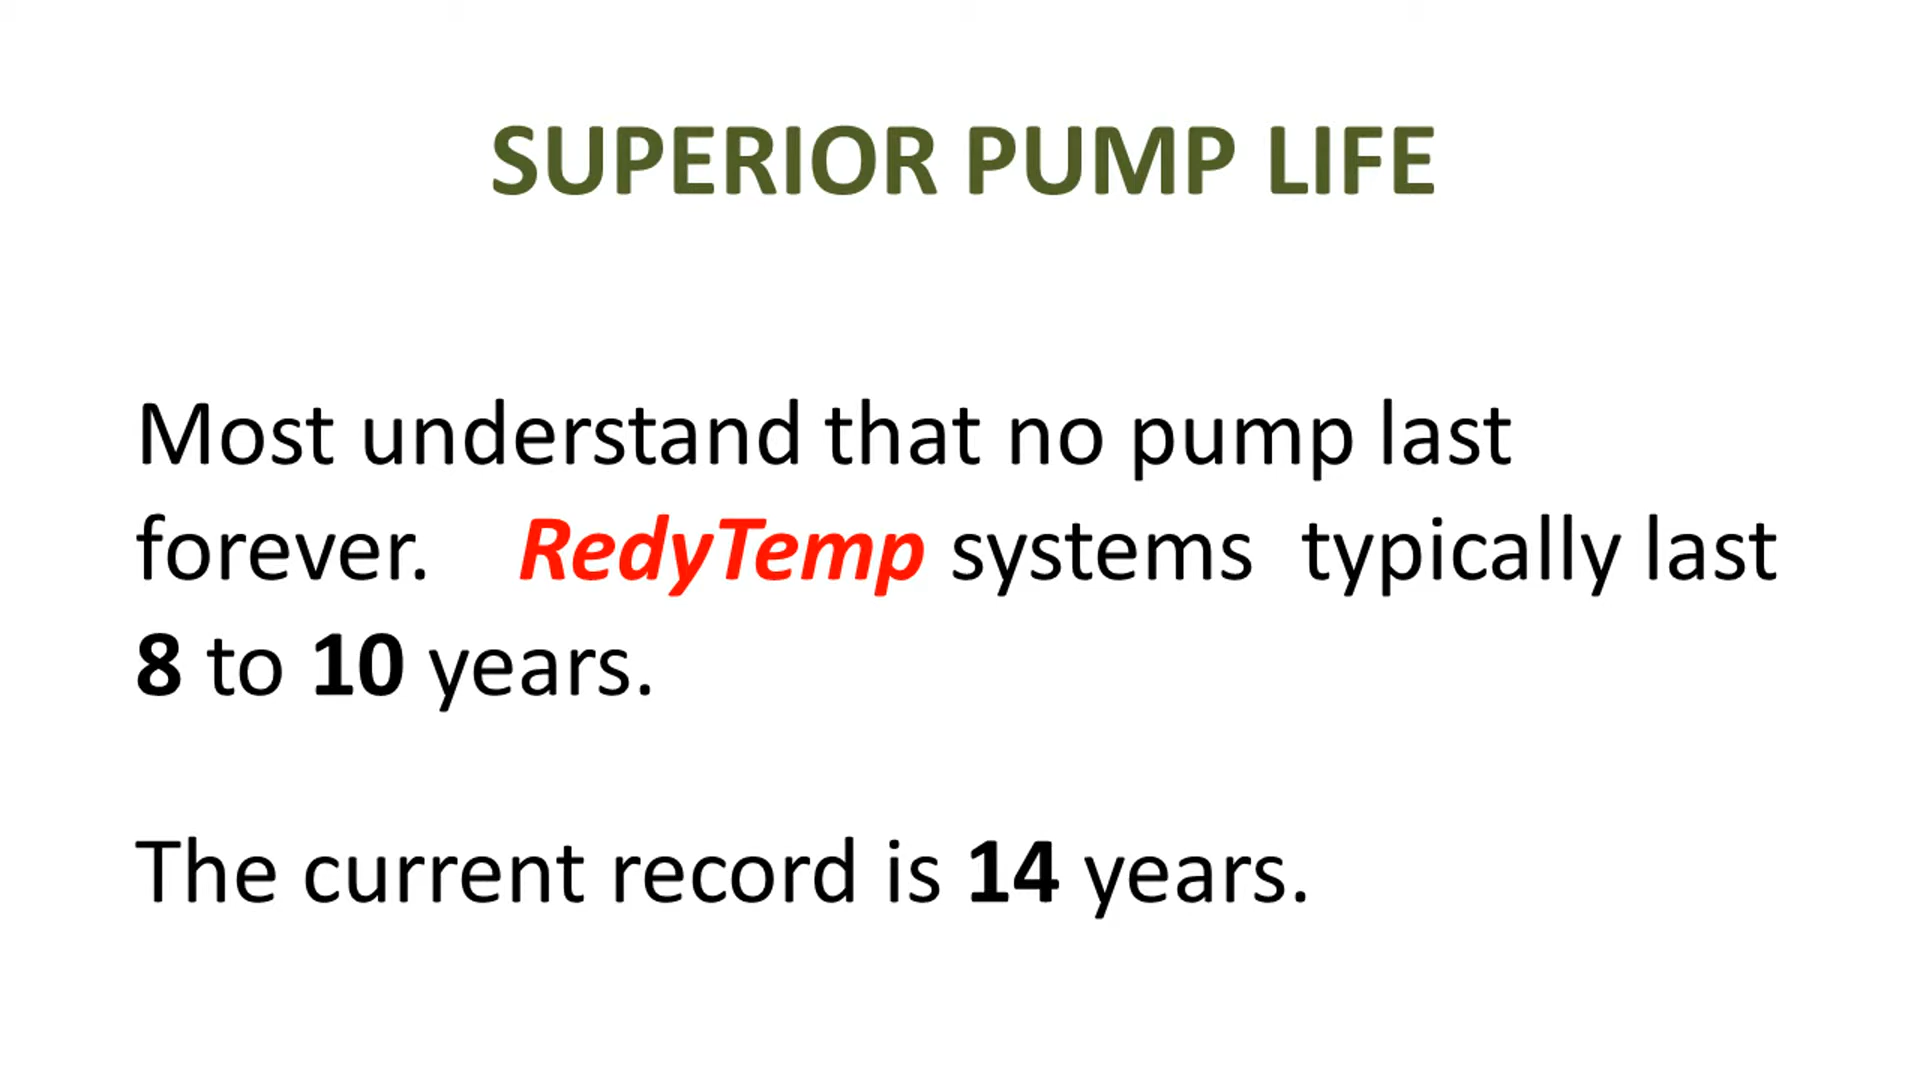 SUPERIOR PUMP LIFE
Most understand that no pump last
forever. RedyTemp systems typically last
8 to 10 years.
The current record is 14 years.